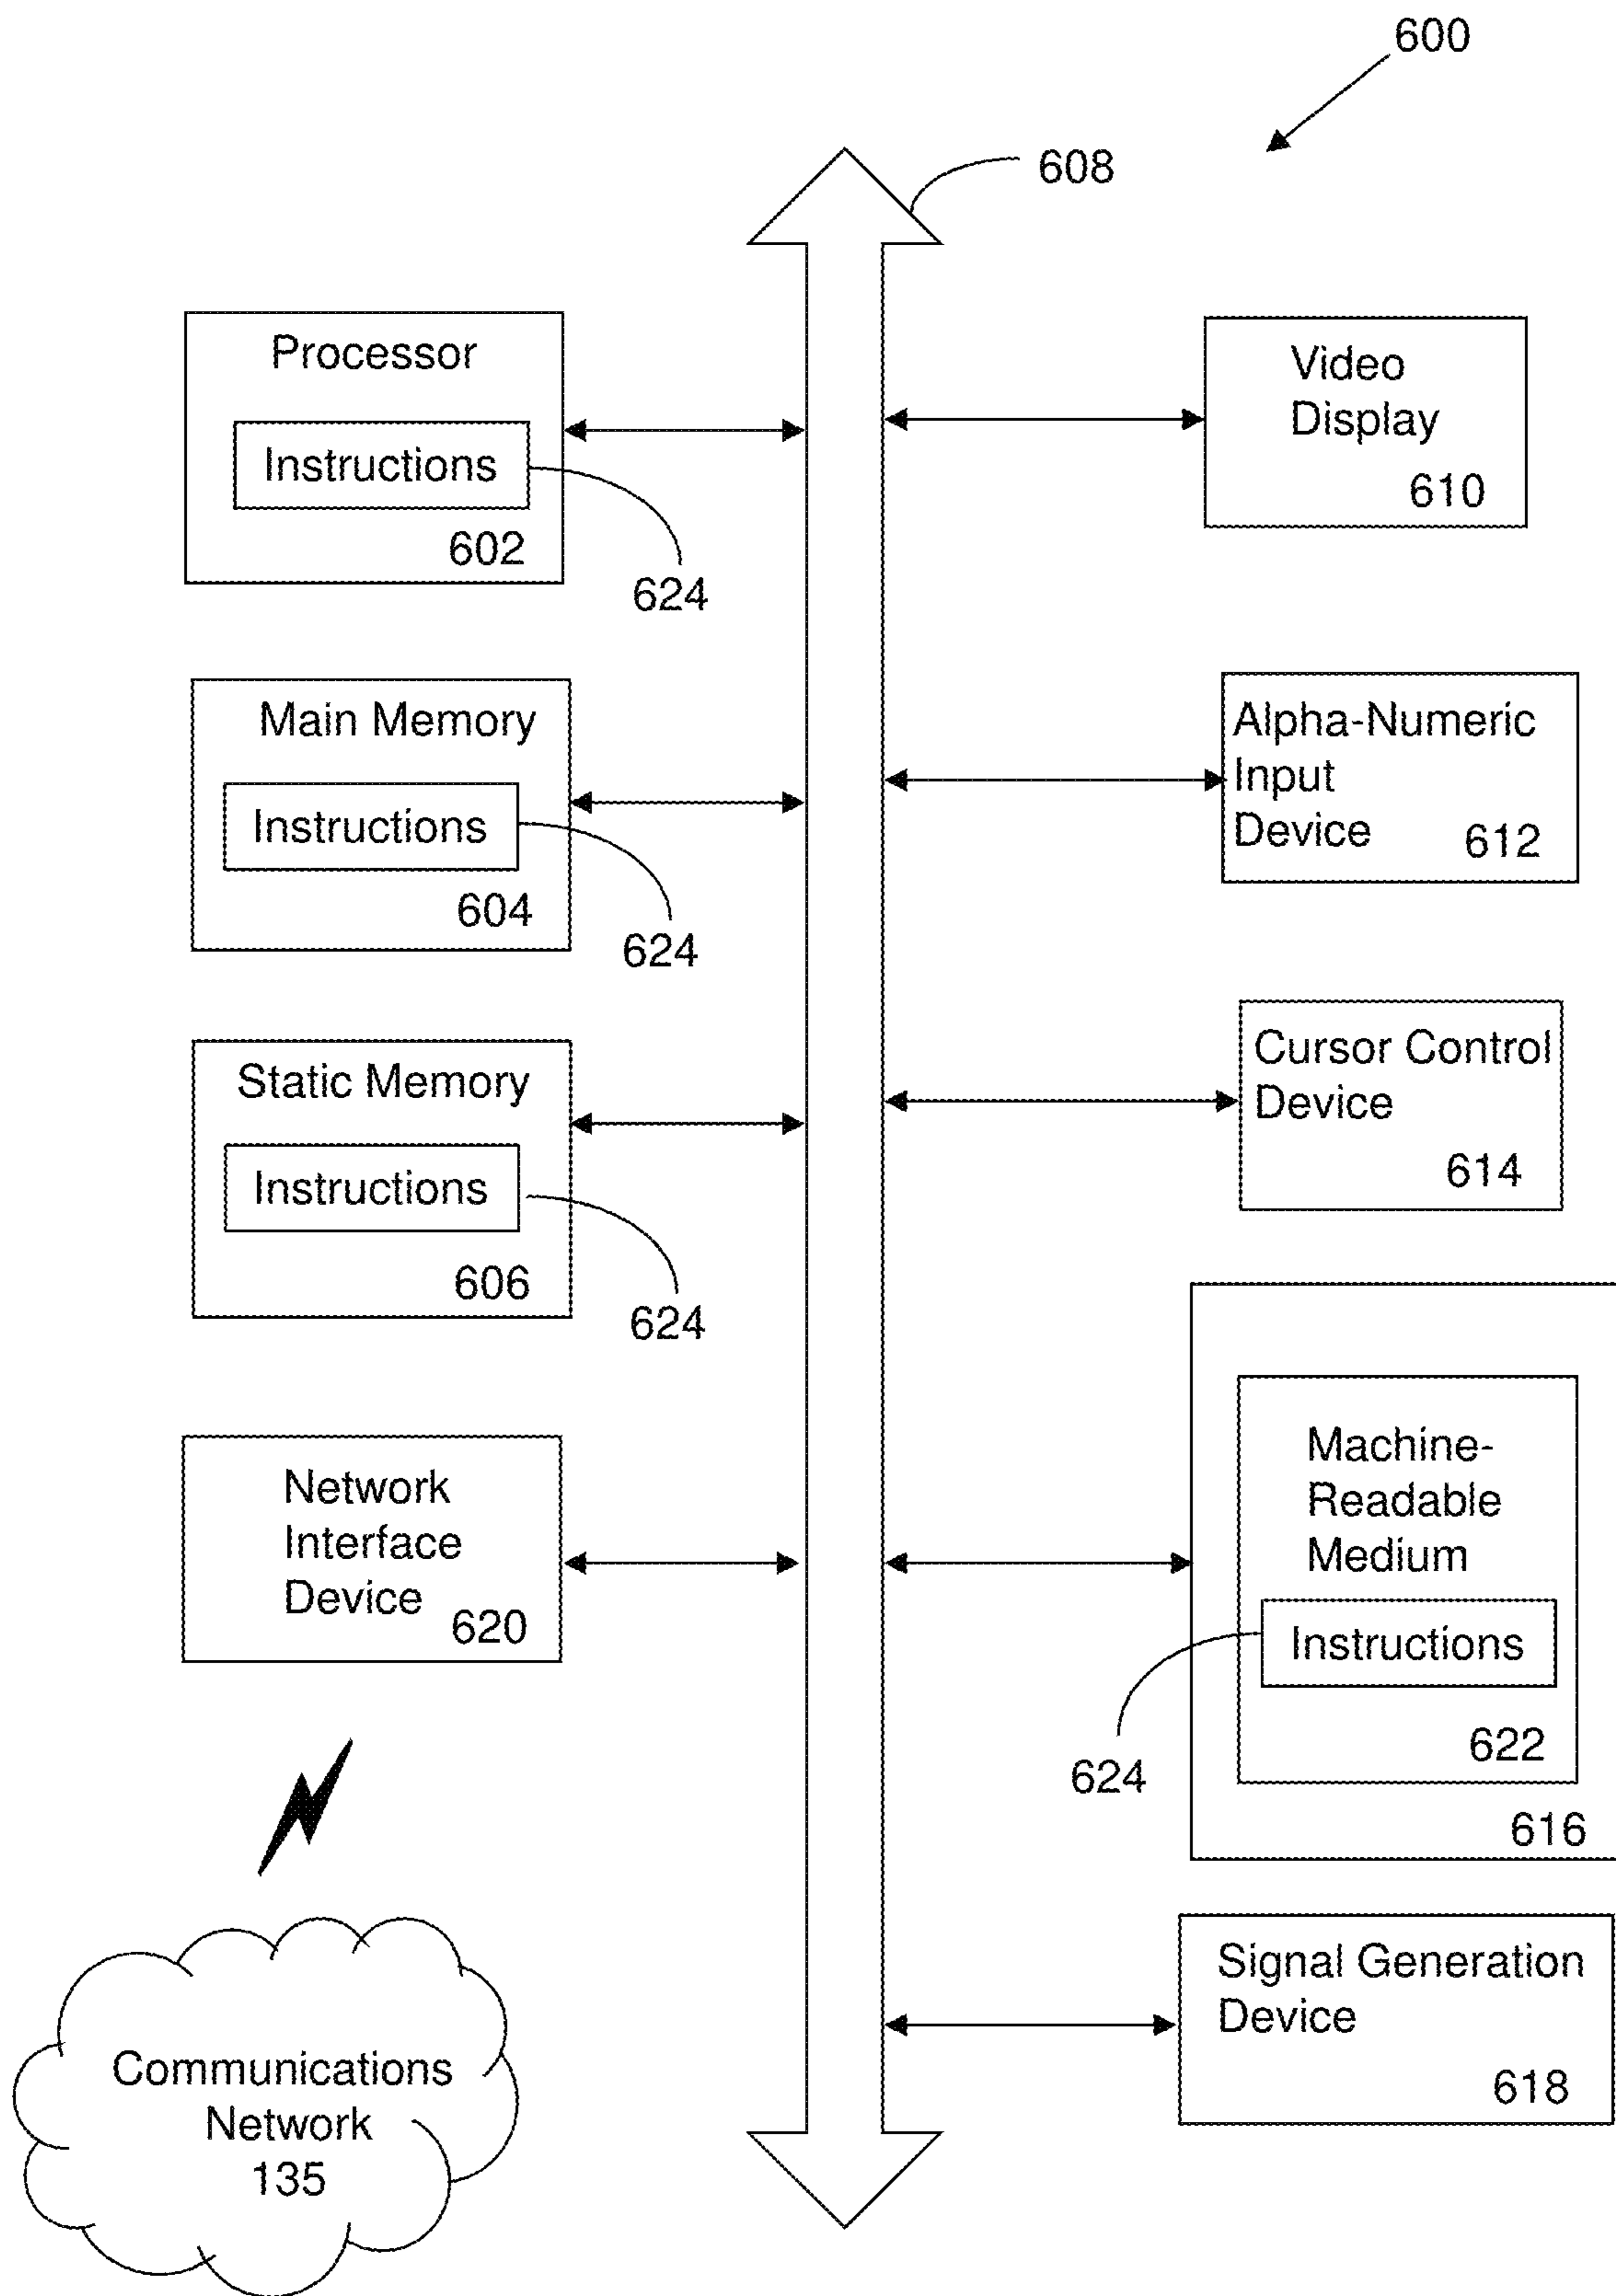 600
608
Processor
Instructions
602
624
Main Memory
Instructions
604
624
Static Memory
Instructions
606
624
Network
Interface
Device
620
Communications
Network
135
Video
Display
610
Alpha-Numeric
Input
Device
612
Cursor Control
Device
614
Machine-
Readable
Medium
Instructions
622
624
616
Signal Generation
Device
618